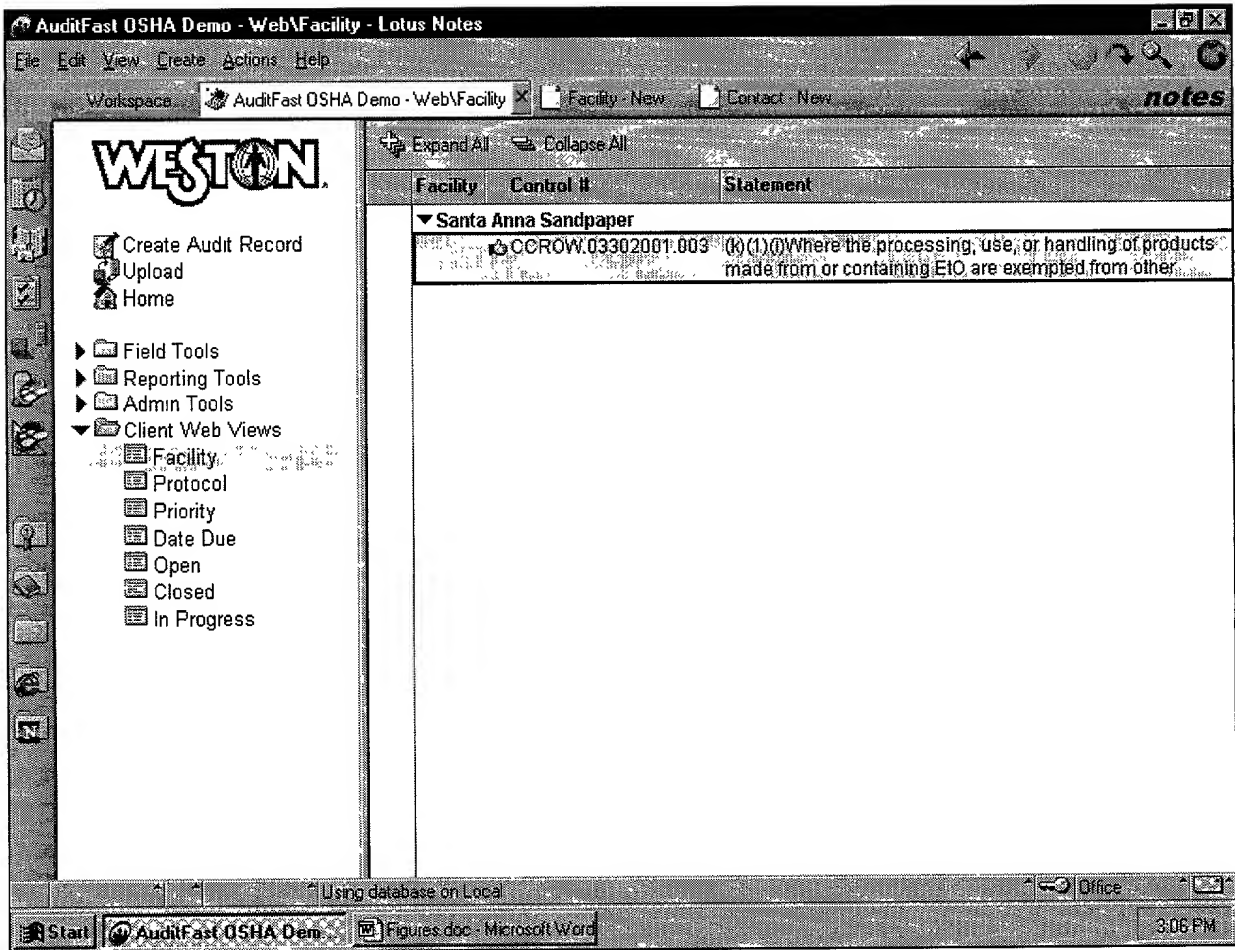 AuditFast OSHA Demo - Web\Facility - Lotus Notes
File Edit View Create Actions Help
Workspace AuditFast OSHA Demo - Web\Facility Facility - New Contact - New notes
WESTON.
Create Audit Record
Upload
Home
Field Tools
Reporting Tools
Admin Tools
Client Web Views
Facility
Protocol
Priority
Date Due
Open
Closed
In Progress
Expand All Collapse All
Facility Control # Statement
Santa Anna Sandpaper
CCROW.03302001.003 (k)(1)(i)Where the processing, use, or handling of products
made from or containing EtO are exempted from other
Using database on Local Office
Start AuditFast OSHA Dem... Figures.doc - Microsoft Word 3:06 PM